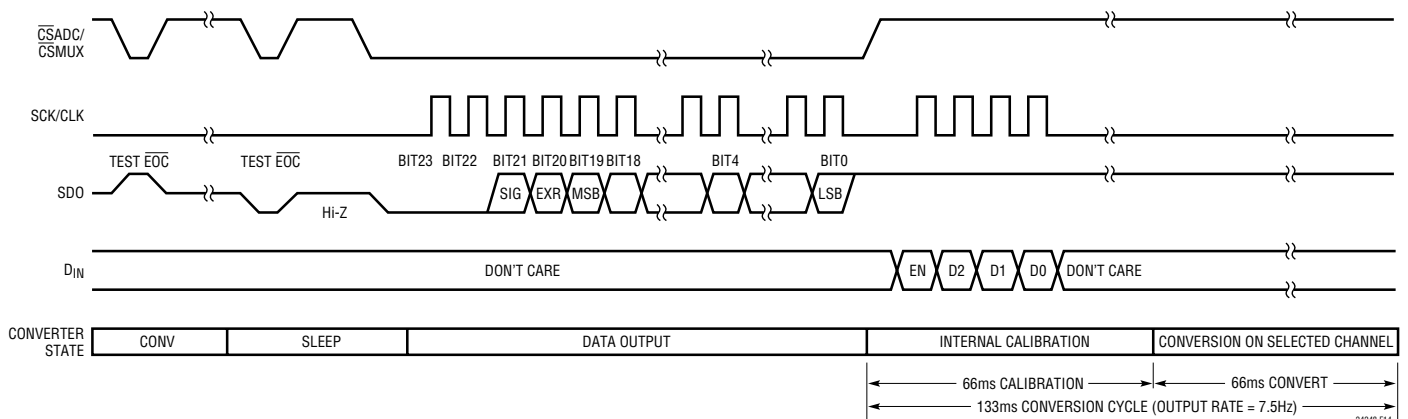 CSADC/
CSMUX
SCK/CLK
TEST EOC TEST EOC BIT23 BIT22 BIT21 BIT20 BIT19 BIT18 BIT4 BIT0
SDO Hi-Z SIG EXR MSB LSB
DIN DON'T CARE EN D2 D1 D0 DON'T CARE
CONVERTER
STATE
CONV SLEEP DATA OUTPUT INTERNAL CALIBRATION CONVERSION ON SELECTED CHANNEL
66ms CALIBRATION 66ms CONVERT
133ms CONVERSION CYCLE (OUTPUT RATE = 7.5Hz)